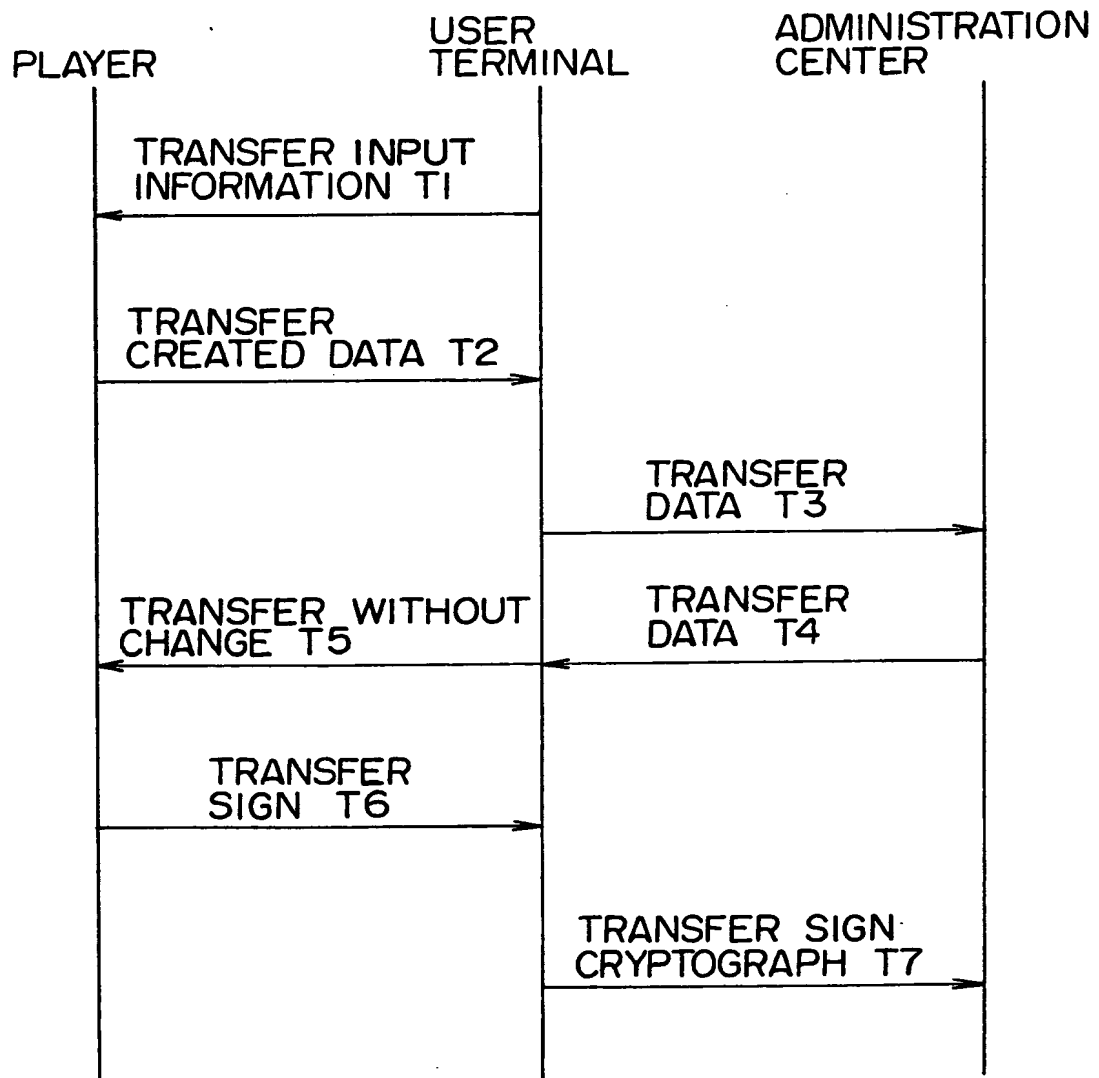 PLAYER
USER
TERMINAL
ADMINISTRATION
CENTER
TRANSFER INPUT
INFORMATION T1
TRANSFER
CREATED DATA T2
TRANSFER
DATA T3
TRANSFER WITHOUT
CHANGE T5
TRANSFER
DATA T4
TRANSFER
SIGN T6
TRANSFER SIGN
CRYPTOGRAPH T7